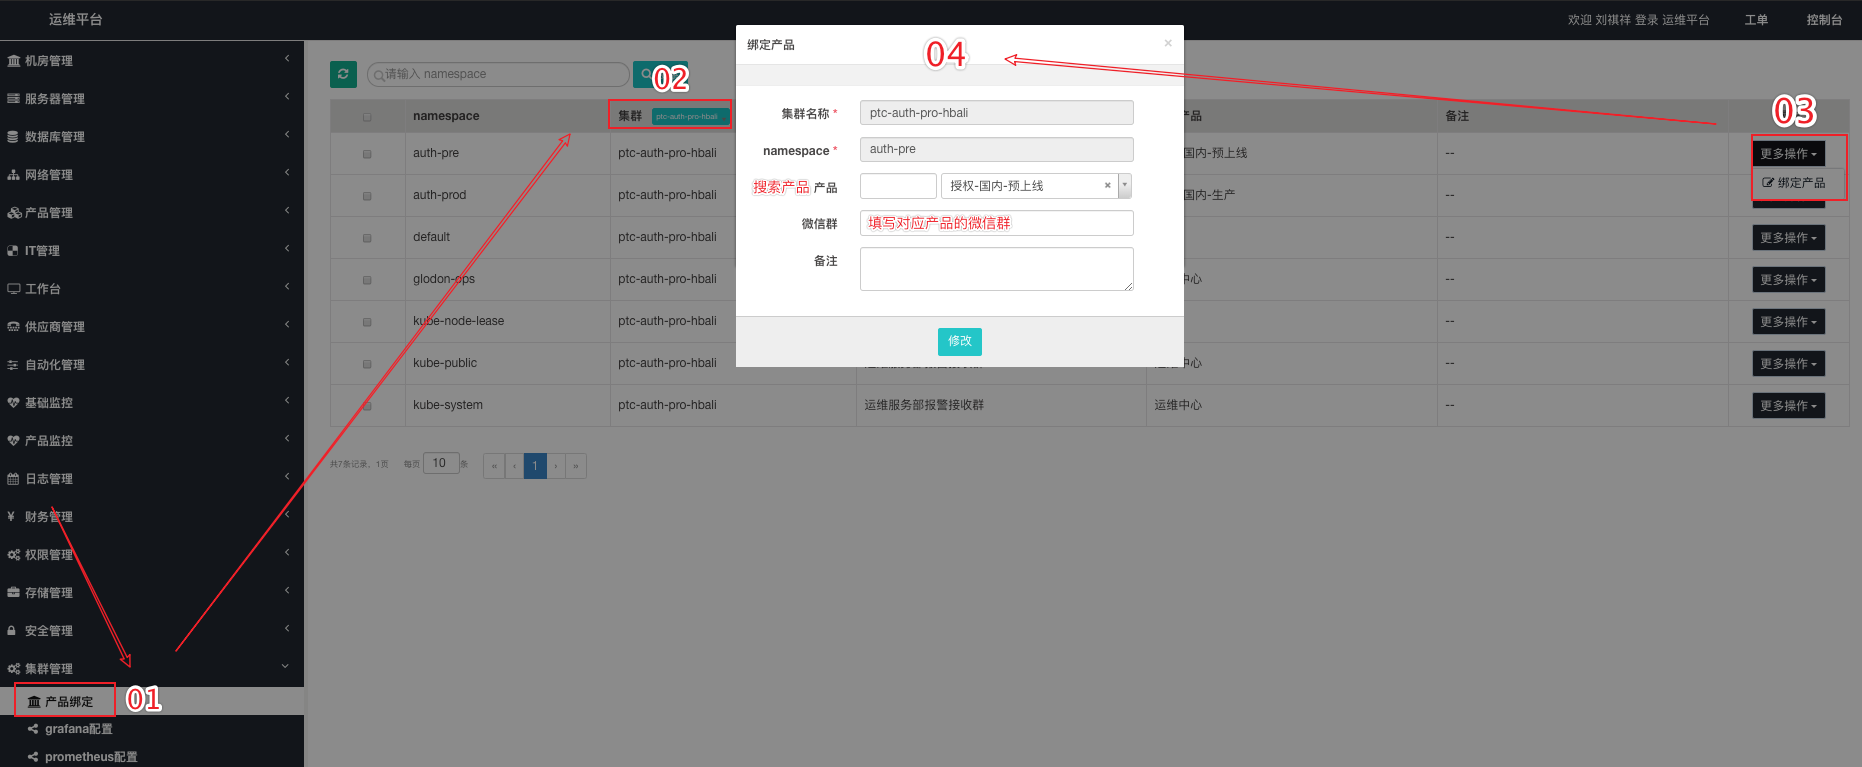 运维平台
欢迎 刘祺祥 登录 运维平台
工单
控制台
机房管理
服务器管理
数据库管理
网络管理
产品管理
IT管理
工作台
供应商管理
自动化管理
基础监控
产品监控
日志管理
财务管理
权限管理
存储管理
安全管理
集群管理
产品绑定
01
grafana配置
prometheus配置
请输入 namespace
02
namespace
集群 ptc-auth-pro-hbali
产品
备注
03
auth-pre ptc-auth-pro-hbali 国内-预上线 -- 更多操作
绑定产品
auth-prod ptc-auth-pro-hbali 国内-生产 --
default ptc-auth-pro-hbali -- 更多操作
glodon-ops ptc-auth-pro-hbali 中心 -- 更多操作
kube-node-lease ptc-auth-pro-hbali -- 更多操作
kube-public ptc-auth-pro-hbali 运维中心 -- 更多操作
kube-system ptc-auth-pro-hbali 运维服务部报警接收群 运维中心 -- 更多操作
共7条记录，1页 每页 10 条 « ‹ 1 › »
绑定产品
04
×
集群名称 * ptc-auth-pro-hbali
namespace * auth-pre
搜索产品 产品 授权-国内-预上线 ×
微信群 填写对应产品的微信群
备注
修改